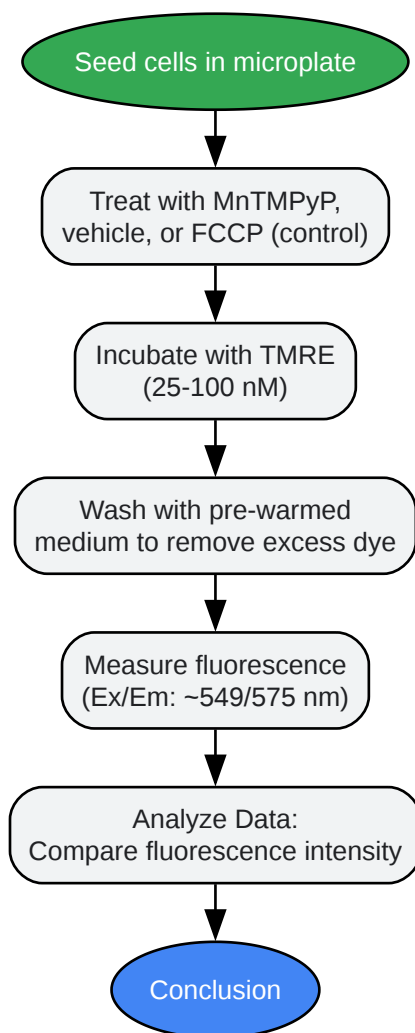 Seed cells in microplate
Treat with MnTMPyP,
vehicle, or FCCP (control)
Incubate with TMRE
(25-100 nM)
Wash with pre-warmed
medium to remove excess dye
Measure fluorescence
(Ex/Em: ~549/575 nm)
Analyze Data:
Compare fluorescence intensity
Conclusion